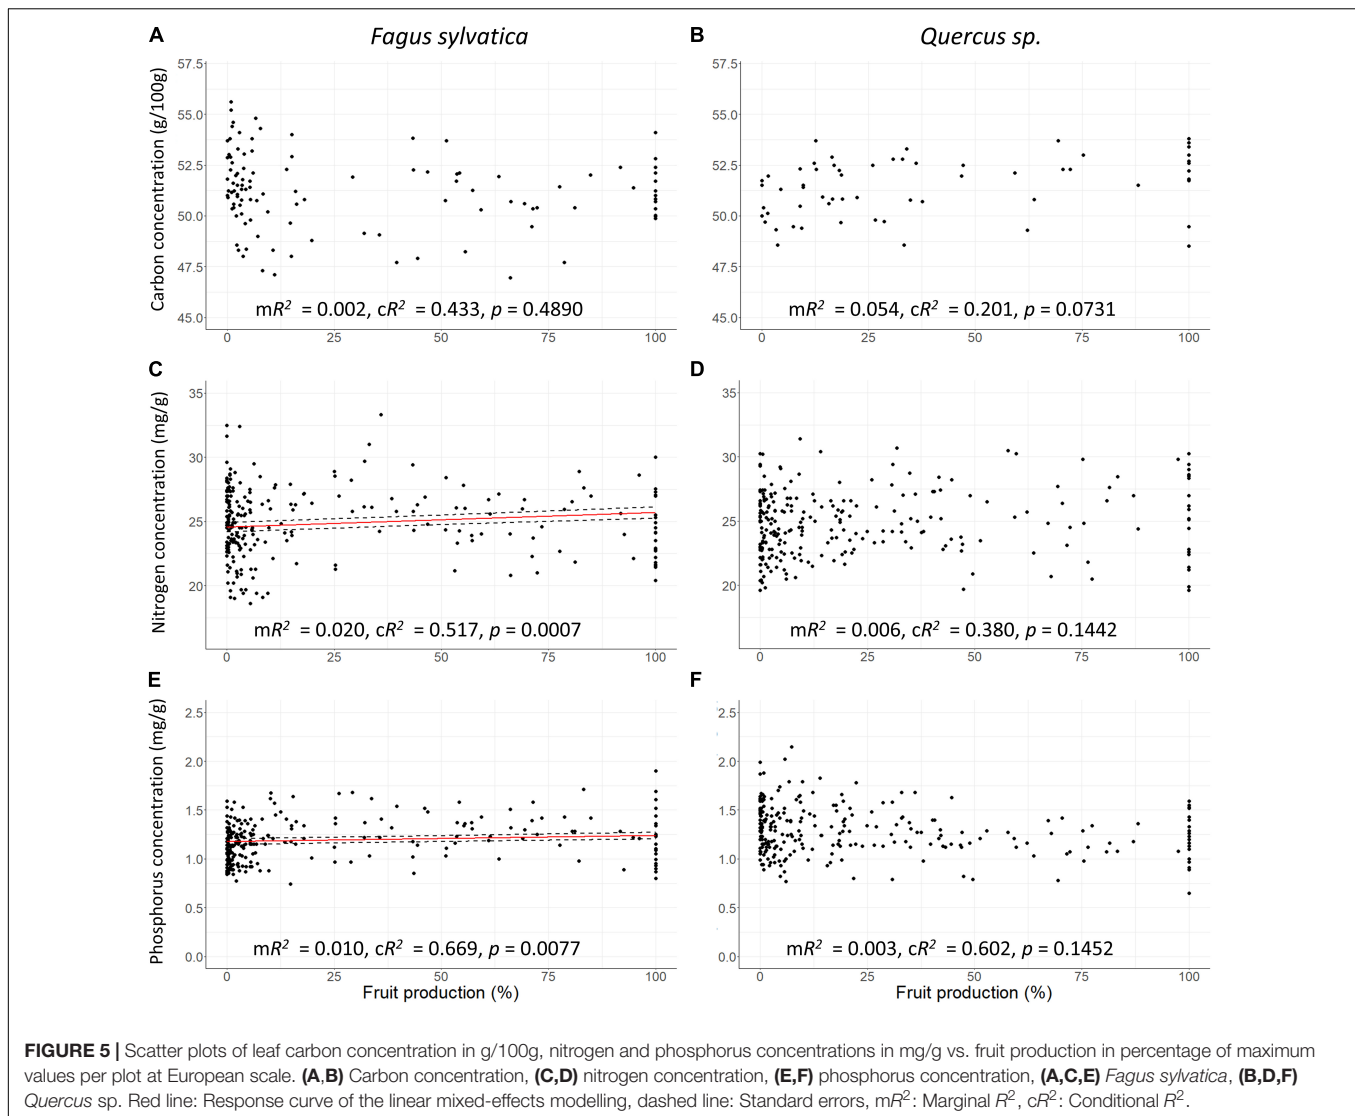 A
Fagus sylvatica
B
Quercus sp.
Carbon concentration (g/100g)
57.5
55.0
52.5
50.0
47.5
45.0
mR² = 0.002, cR² = 0.433, p = 0.4890
0 25 50 75 100
57.5
55.0
52.5
50.0
47.5
45.0
mR² = 0.054, cR² = 0.201, p = 0.0731
0 25 50 75 100
C
Nitrogen concentration (mg/g)
35
30
25
20
mR² = 0.020, cR² = 0.517, p = 0.0007
0 25 50 75 100
D
35
30
25
20
mR² = 0.006, cR² = 0.380, p = 0.1442
0 25 50 75 100
E
Phosphorus concentration (mg/g)
2.5
2.0
1.5
1.0
0.5
0.0
mR² = 0.010, cR² = 0.669, p = 0.0077
0 25 50 75 100
Fruit production (%)
F
2.5
2.0
1.5
1.0
0.5
0.0
mR² = 0.003, cR² = 0.602, p = 0.1452
0 25 50 75 100
Fruit production (%)
FIGURE 5 | Scatter plots of leaf carbon concentration in g/100g, nitrogen and phosphorus concentrations in mg/g vs. fruit production in percentage of maximum
values per plot at European scale. (A,B) Carbon concentration, (C,D) nitrogen concentration, (E,F) phosphorus concentration, (A,C,E) Fagus sylvatica, (B,D,F)
Quercus sp. Red line: Response curve of the linear mixed-effects modelling, dashed line: Standard errors, mR²: Marginal R², cR²: Conditional R².